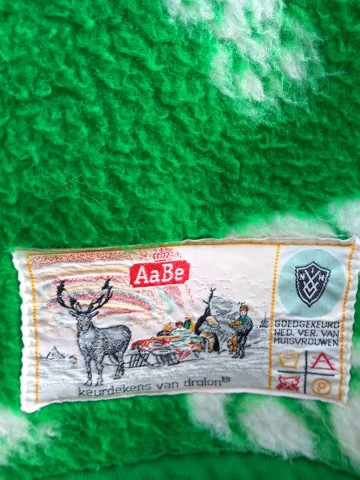 AaBe
keurdekens van dralon
GOEDGEKEURD
NED. VER. VAN
HUISVROUWEN
P